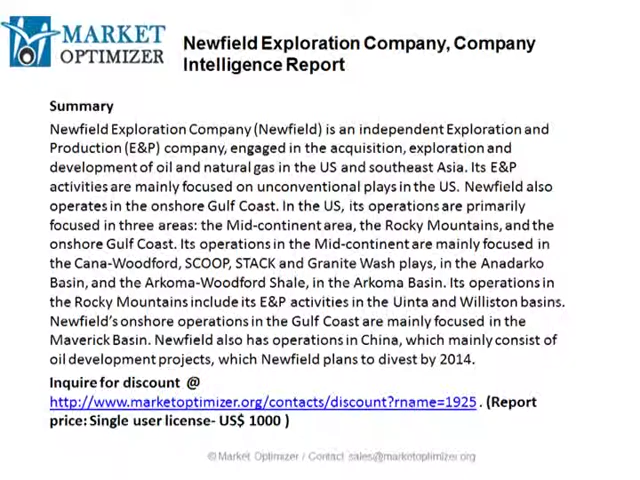 MARKET
OPTIMIZER
Newfield Exploration Company, Company
Intelligence Report
Summary
Newfield Exploration Company (Newfield) is an independent Exploration and
Production (E&P) company, engaged in the acquisition, exploration and
development of oil and natural gas in the US and southeast Asia. Its E&P
activities are mainly focused on unconventional plays in the US. Newfield also
operates in the onshore Gulf Coast. In the US, its operations are primarily
focused in three areas: the Mid-continent area, the Rocky Mountains, and the
onshore Gulf Coast. Its operations in the Mid-continent are mainly focused in
the Cana-Woodford, SCOOP, STACK and Granite Wash plays, in the Anadarko
Basin, and the Arkoma-Woodford Shale, in the Arkoma Basin. Its operations in
the Rocky Mountains include its E&P activities in the Uinta and Williston basins.
Newfield's onshore operations in the Gulf Coast are mainly focused in the
Maverick Basin. Newfield also has operations in China, which mainly consist of
oil development projects, which Newfield plans to divest by 2014.
Inquire for discount @
http://www.marketoptimizer.org/contacts/discount?rname=1925 . (Report
price: Single user license- US$ 1000 )
© Market Optimizer / Contact sales@marketoptimizer.org